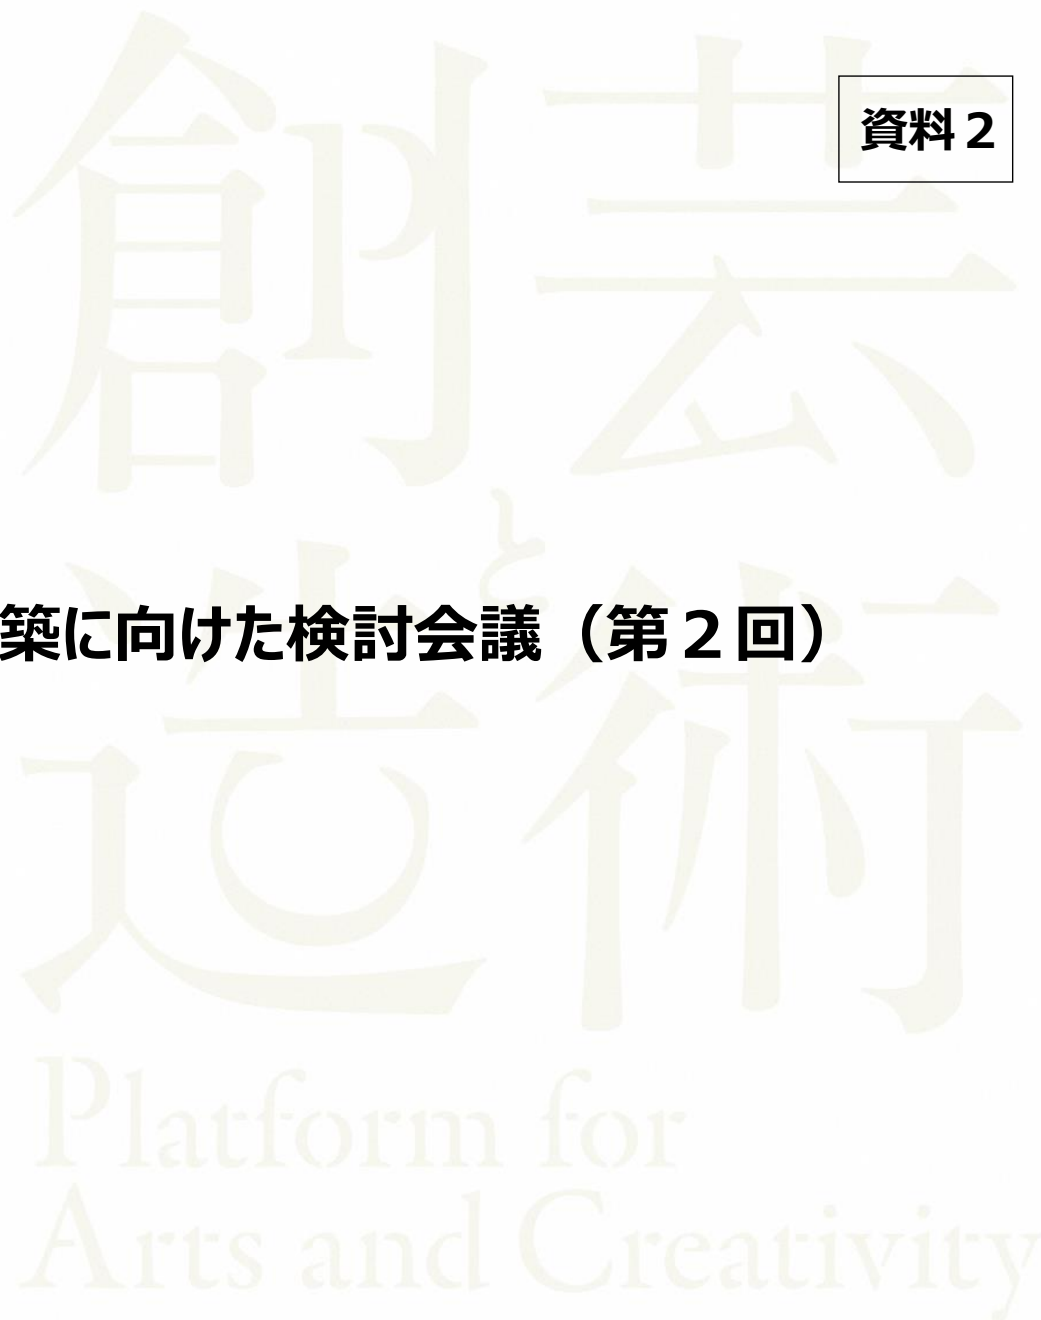 資料２
築に向けた検討会議（第２回）
芸術
と
創造
Platform for
Arts and Creativity